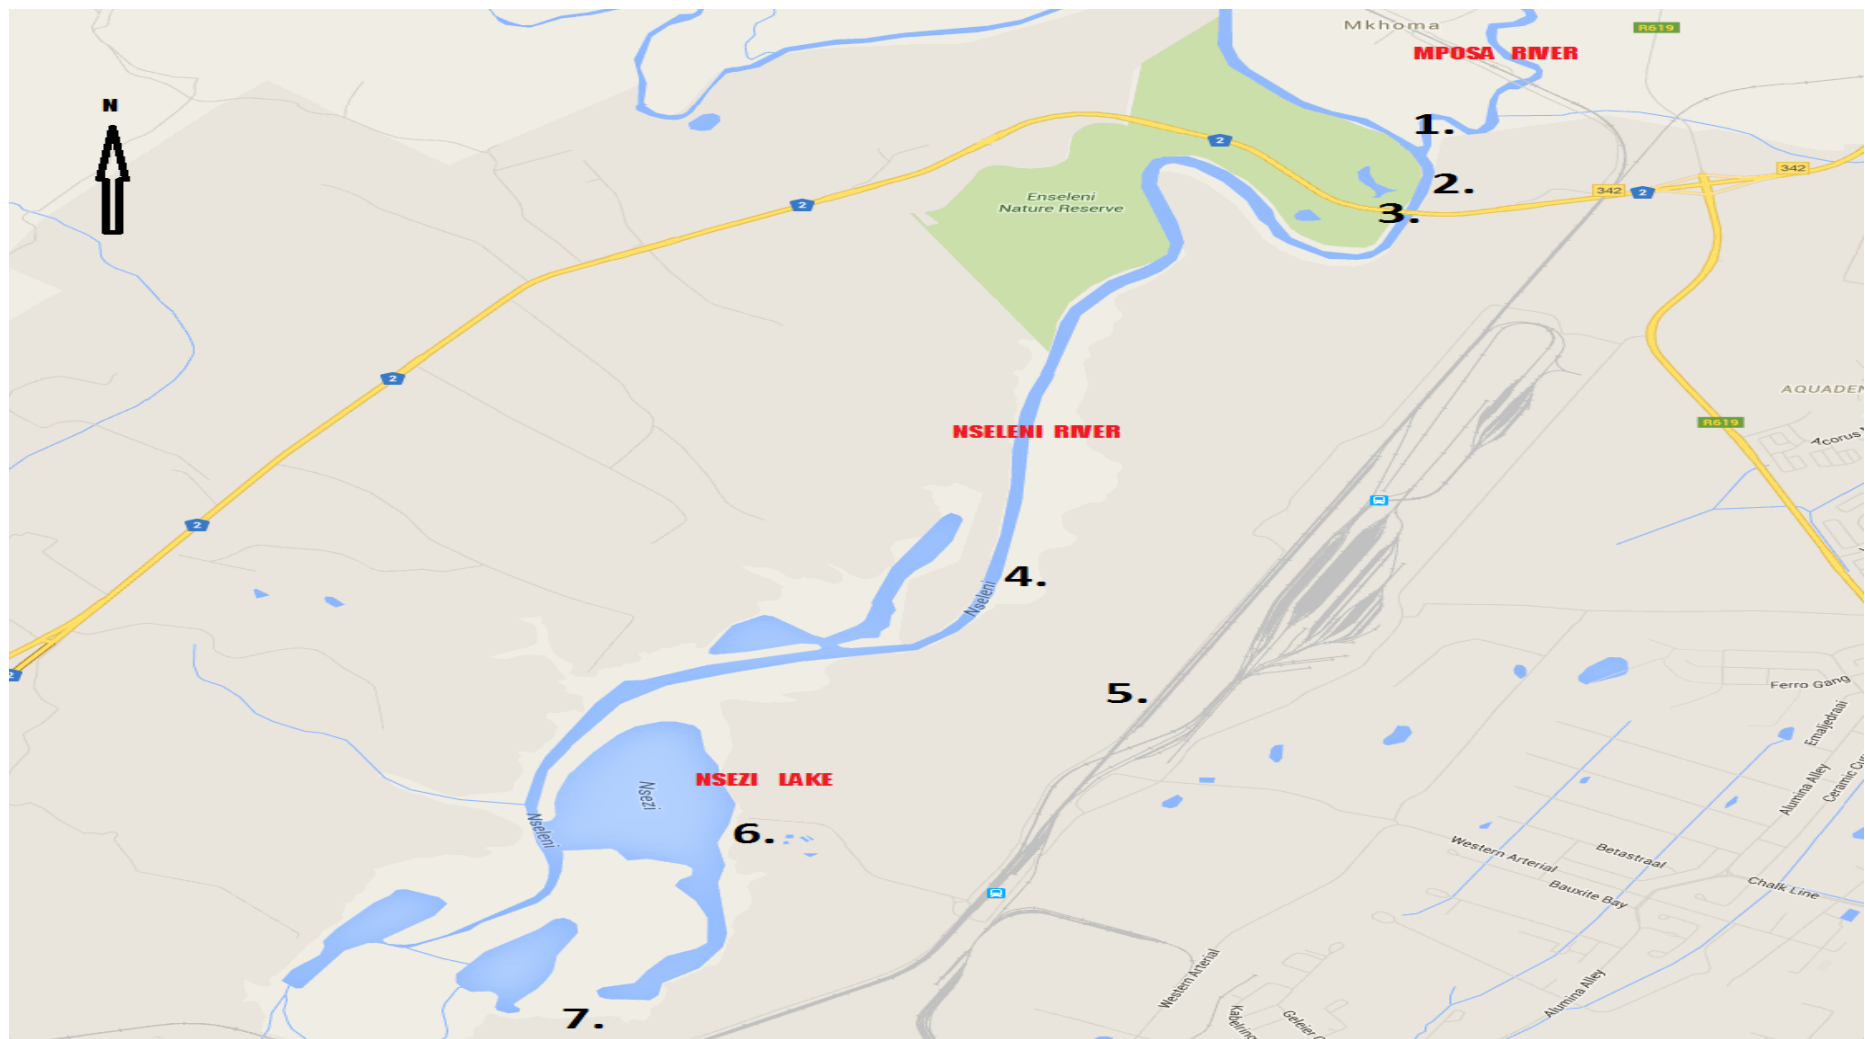 Mkhoma
R619
MPOSA RIVER
N
1.
2
342
342
2
2.
Enseleni
Nature Reserve
2
3.
2
AQUADEN
R619
NSELENI RIVER
Acorus
2
Nseleni
4.
2
5.
Ferro Gang
Emaljedraai
NSEZI LAKE
Nsezi
Alumina Alley
Ceramic Cu
Nseleni
6.
Western Arterial
Betastraal
Bauxite Bay
Chalk Line
Western Arterial
Alumina Alley
7.
Kabelring
Geleier C